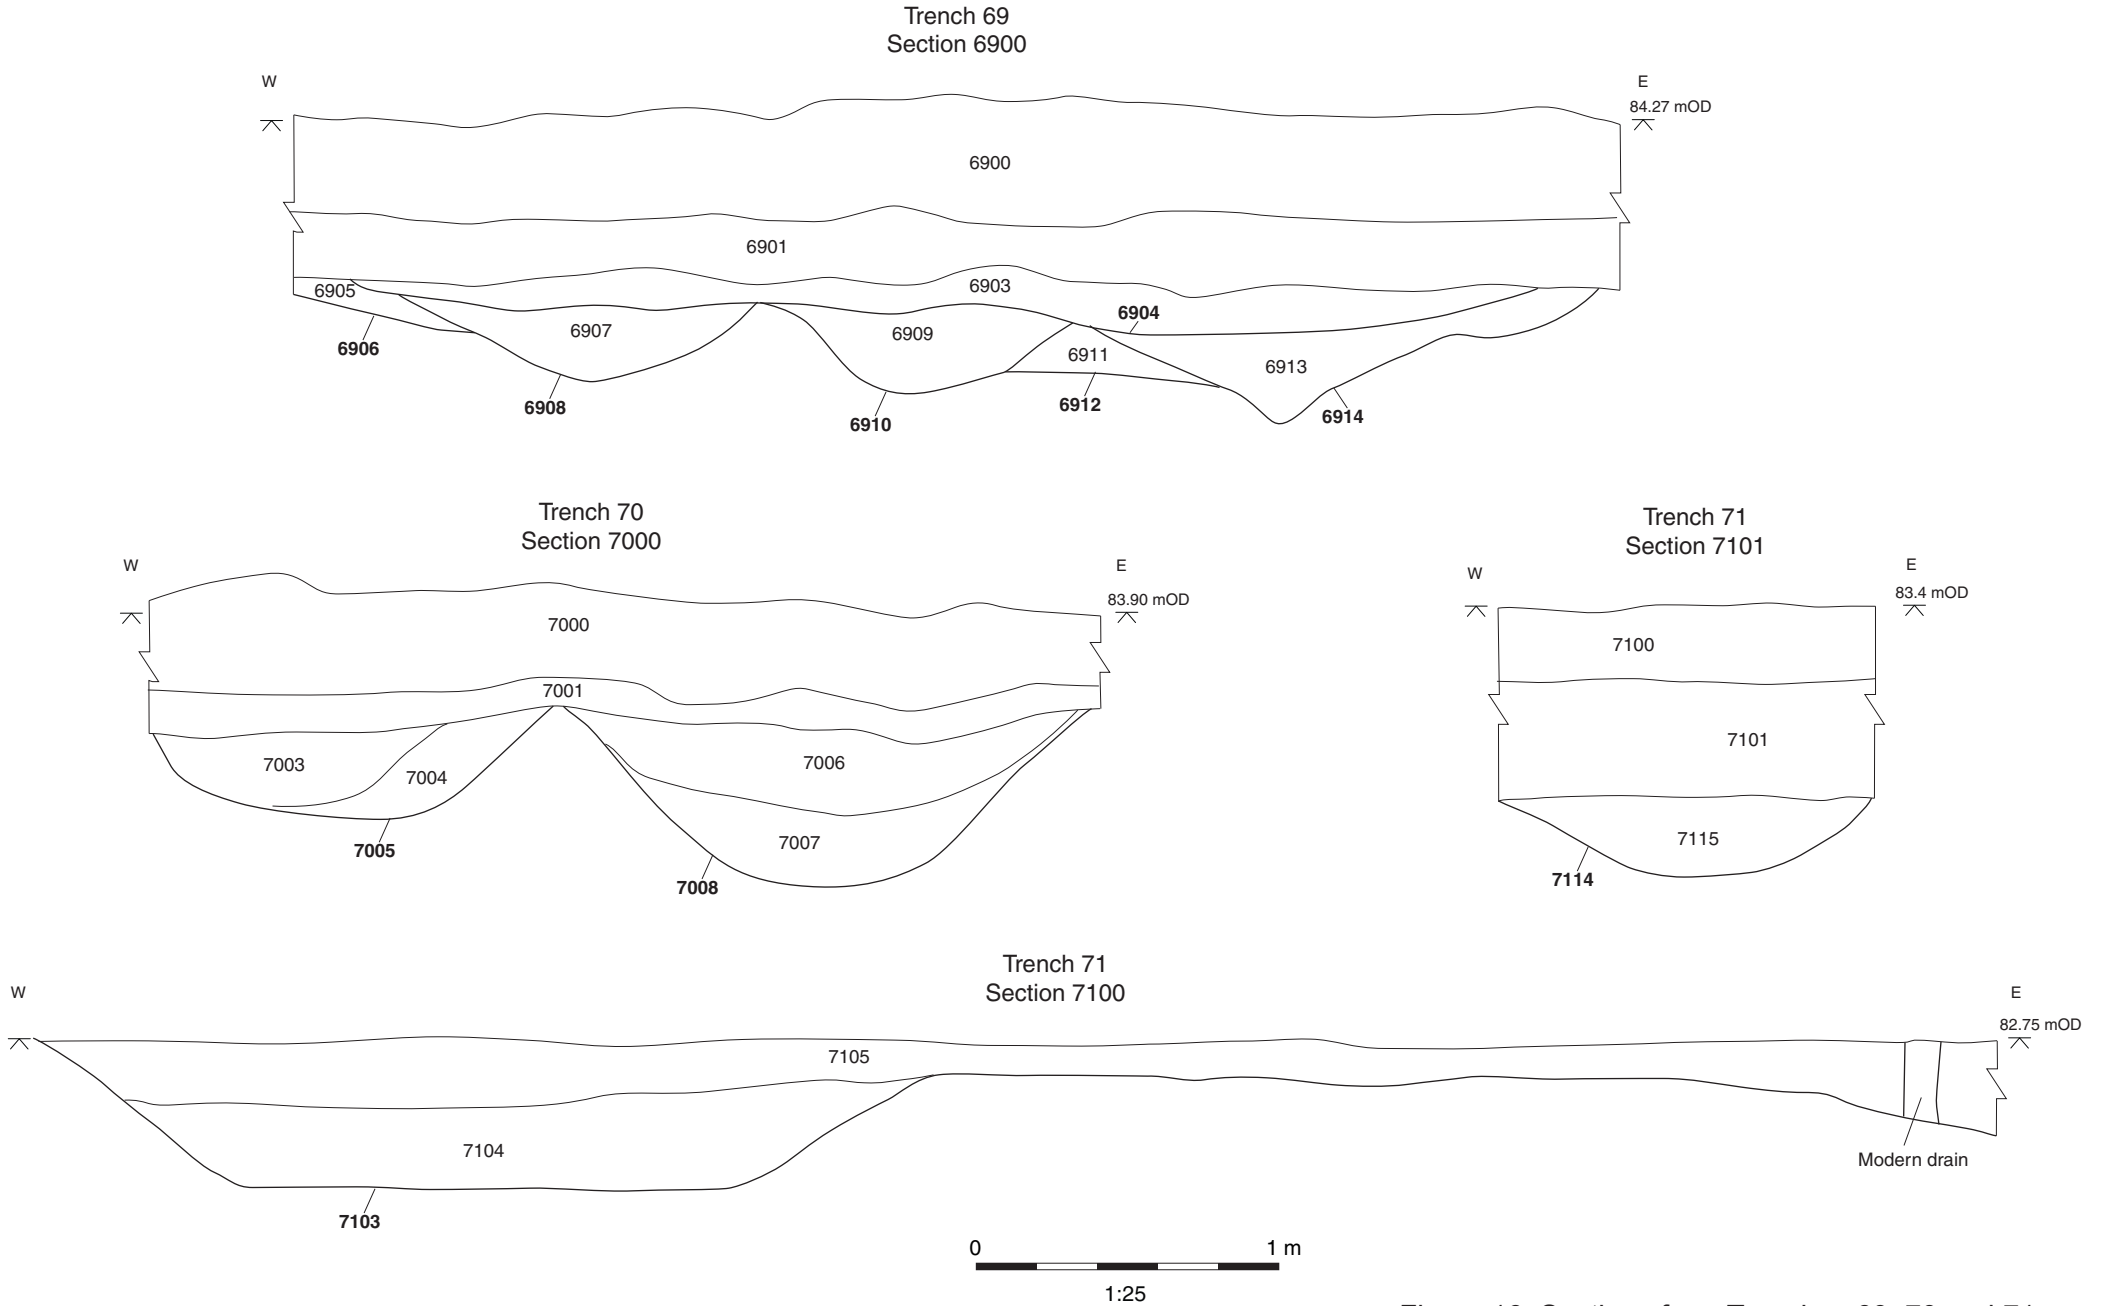 Trench 69
Section 6900
W
E
84.27 mOD
6900
6901
6903
6905
6904
6907
6909
6911
6913
6906
6908
6910
6912
6914
Trench 70
Section 7000
W
E
83.90 mOD
7000
7001
7003
7004
7006
7007
7005
7008
Trench 71
Section 7101
W
E
83.4 mOD
7100
7101
7115
7114
Trench 71
Section 7100
W
E
82.75 mOD
7105
7104
Modern drain
7103
0 1 m
1:25